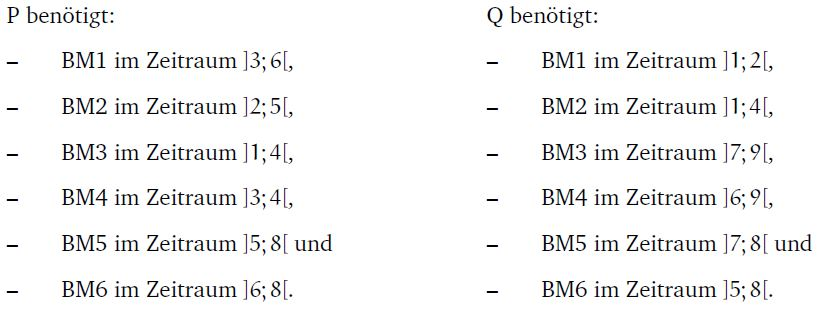 P benötigt:
– BM1 im Zeitraum ]3; 6[,
– BM2 im Zeitraum ]2; 5[,
– BM3 im Zeitraum ]1; 4[,
– BM4 im Zeitraum ]3; 4[,
– BM5 im Zeitraum ]5; 8[ und
– BM6 im Zeitraum ]6; 8[.
Q benötigt:
– BM1 im Zeitraum ]1; 2[,
– BM2 im Zeitraum ]1; 4[,
– BM3 im Zeitraum ]7; 9[,
– BM4 im Zeitraum ]6; 9[,
– BM5 im Zeitraum ]7; 8[ und
– BM6 im Zeitraum ]5; 8[.